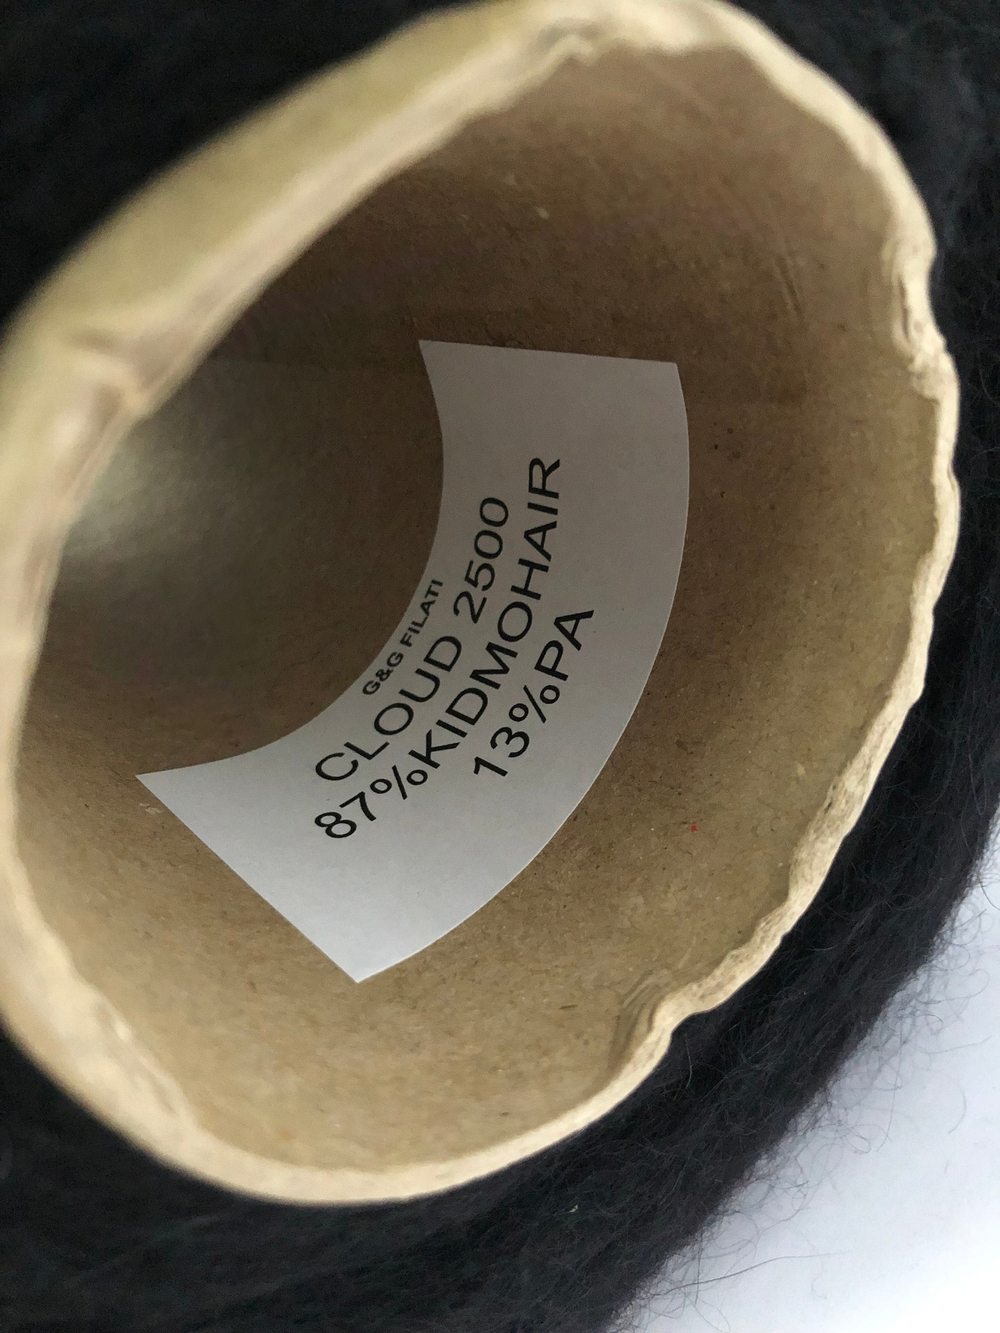 G&G FILATI
CLOUD 2500
87%KIDMOHAIR
13%PA